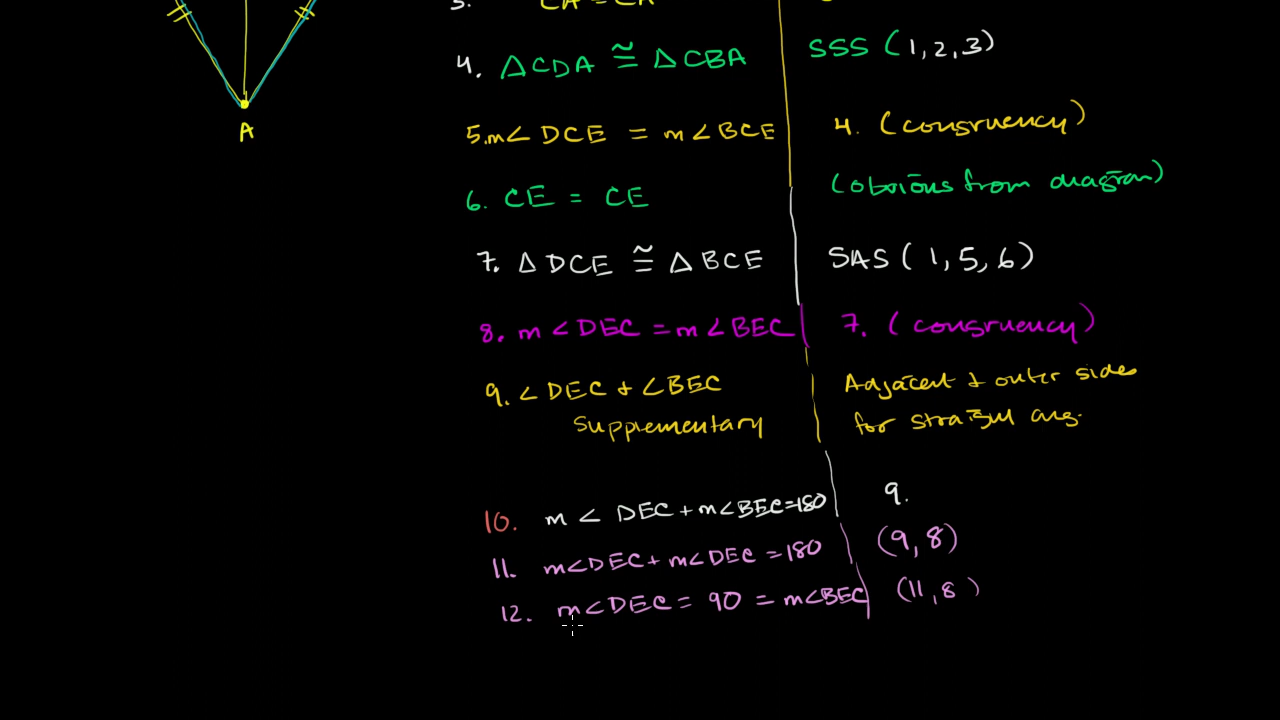 3. CA = CA
4. △CDA ≅ △CBA SSS (1,2,3)
A
5. m∠DCE = m∠BCE 4. (congruency)
6. CE = CE (obvious from diagram)
7. △DCE ≅ △BCE SAS (1,5,6)
8. m∠DEC = m∠BEC 7. (congruency)
9. ∠DEC + ∠BEC Adjacent + outer sides
Supplementary for straight ang.
10. m∠DEC + m∠BEC = 180 9.
11. m∠DEC + m∠DEC = 180 (9,8)
12. m∠DEC = 90 = m∠BEC (11,8)